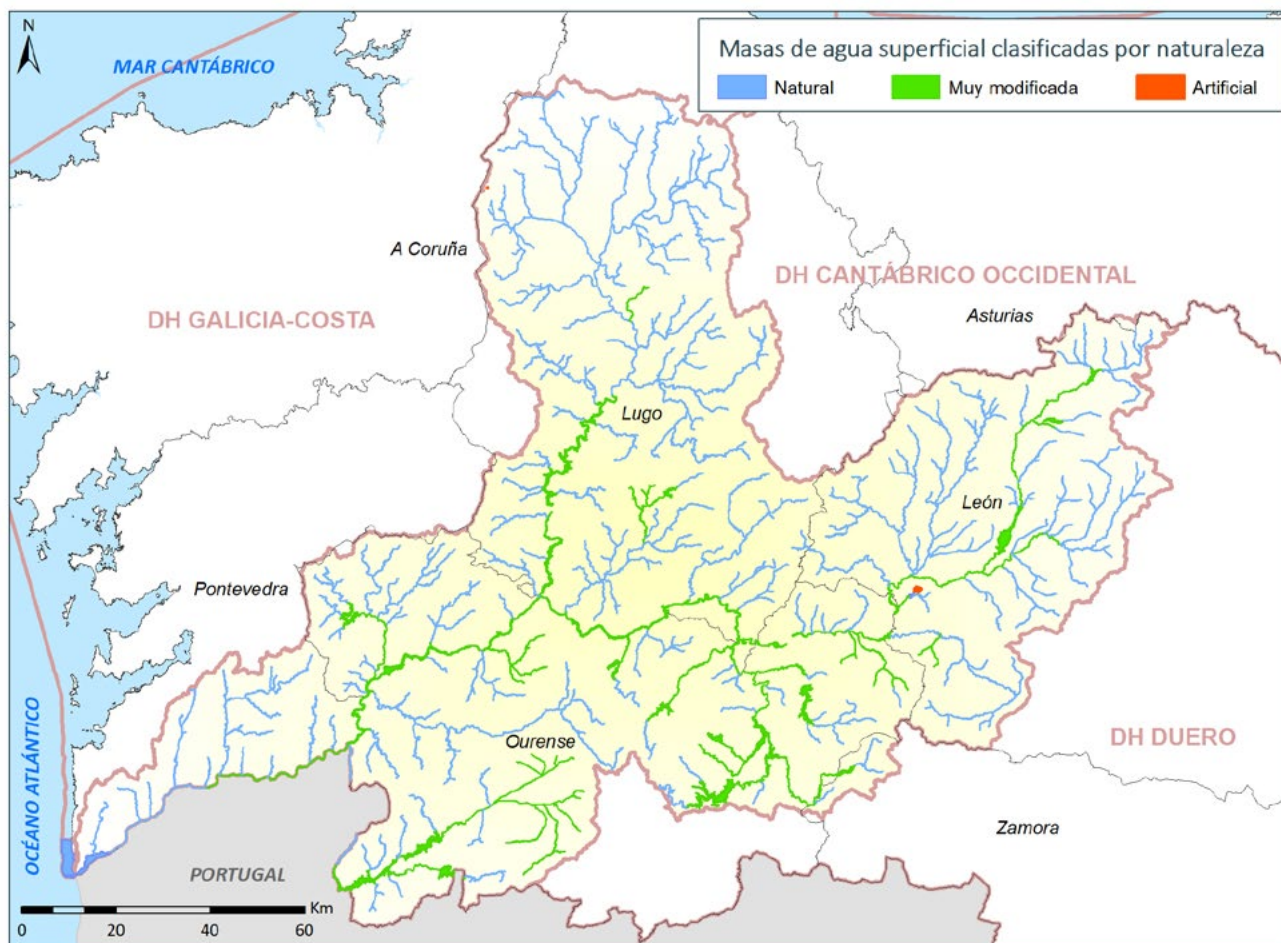 N
MAR CANTÁBRICO
Masas de agua superficial clasificadas por naturaleza
Natural
Muy modificada
Artificial
A Coruña
DH CANTÁBRICO OCCIDENTAL
DH GALICIA-COSTA
Asturias
Lugo
León
Pontevedra
OCÉANO ATLÁNTICO
Ourense
DH DUERO
Zamora
PORTUGAL
Km
0 20 40 60